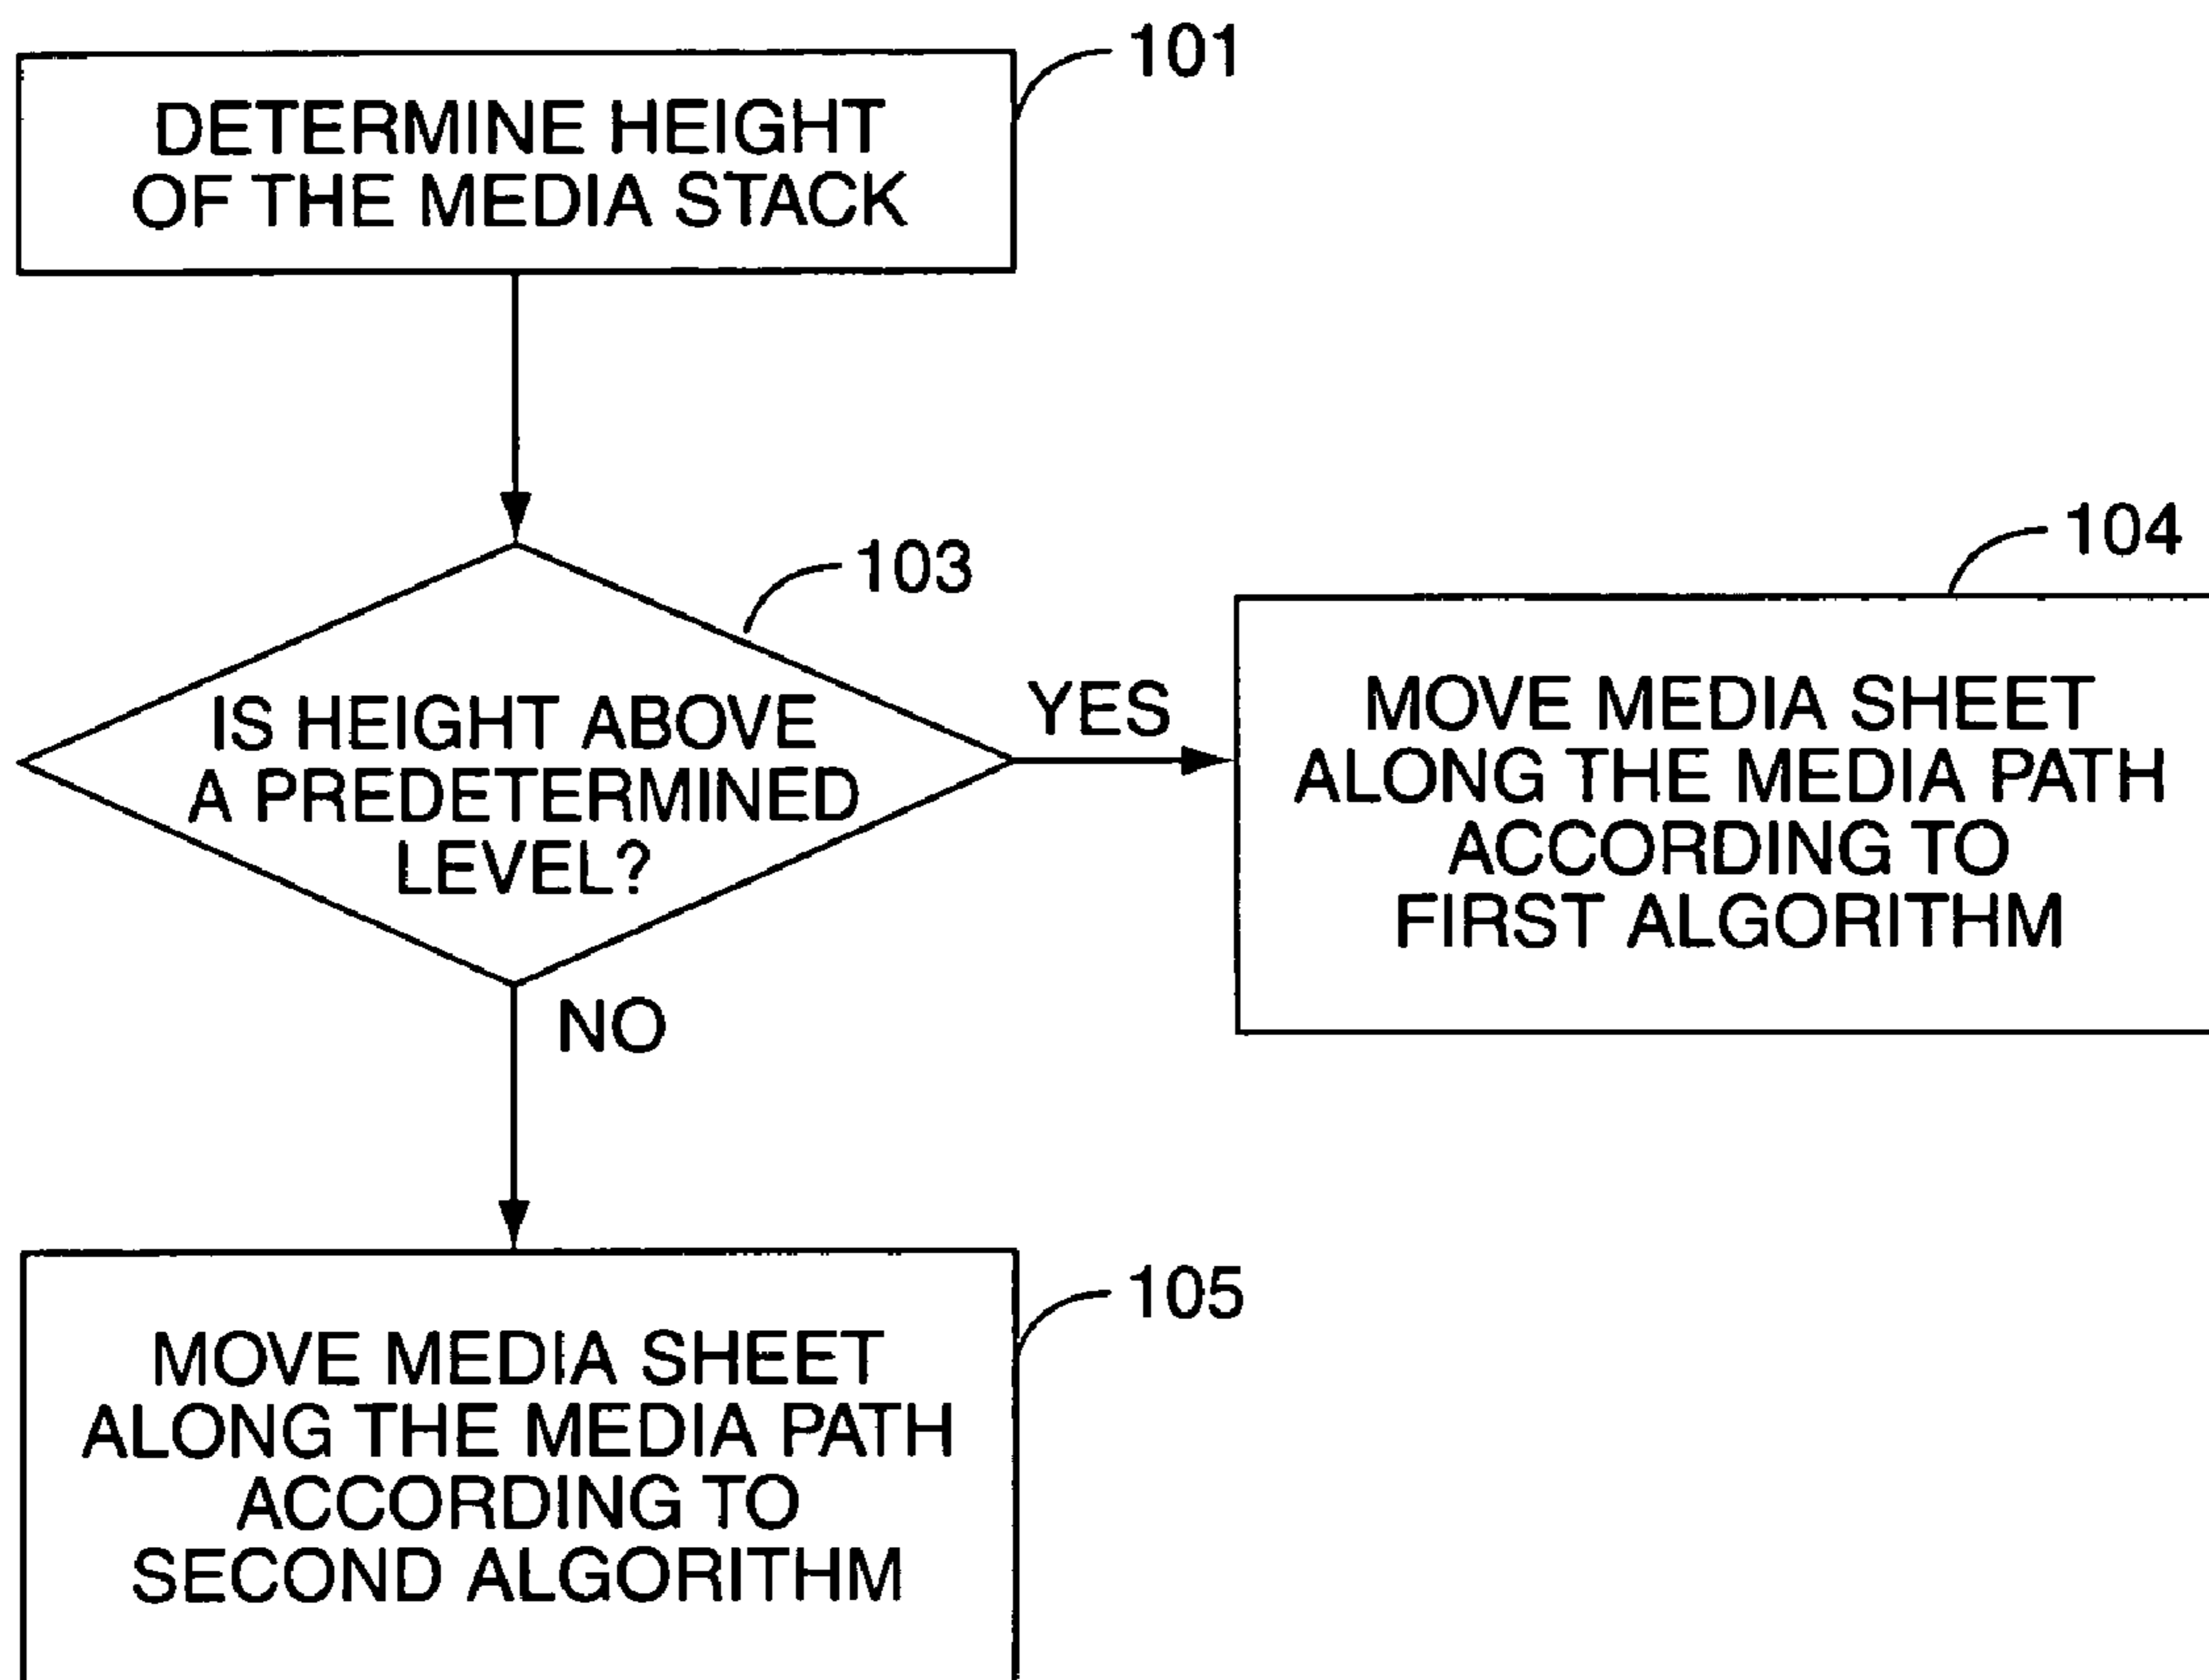 101
DETERMINE HEIGHT
OF THE MEDIA STACK
103
IS HEIGHT ABOVE
A PREDETERMINED
LEVEL?
YES
104
MOVE MEDIA SHEET
ALONG THE MEDIA PATH
ACCORDING TO
FIRST ALGORITHM
NO
105
MOVE MEDIA SHEET
ALONG THE MEDIA PATH
ACCORDING TO
SECOND ALGORITHM